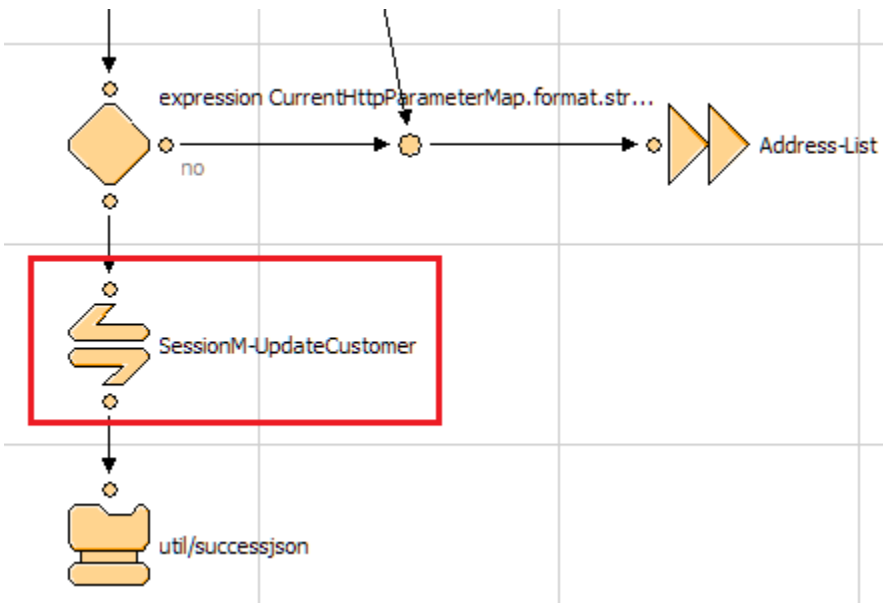 expression CurrentHttpParameterMap.format.str...
no
Address-List
SessionM-UpdateCustomer
util/successjson